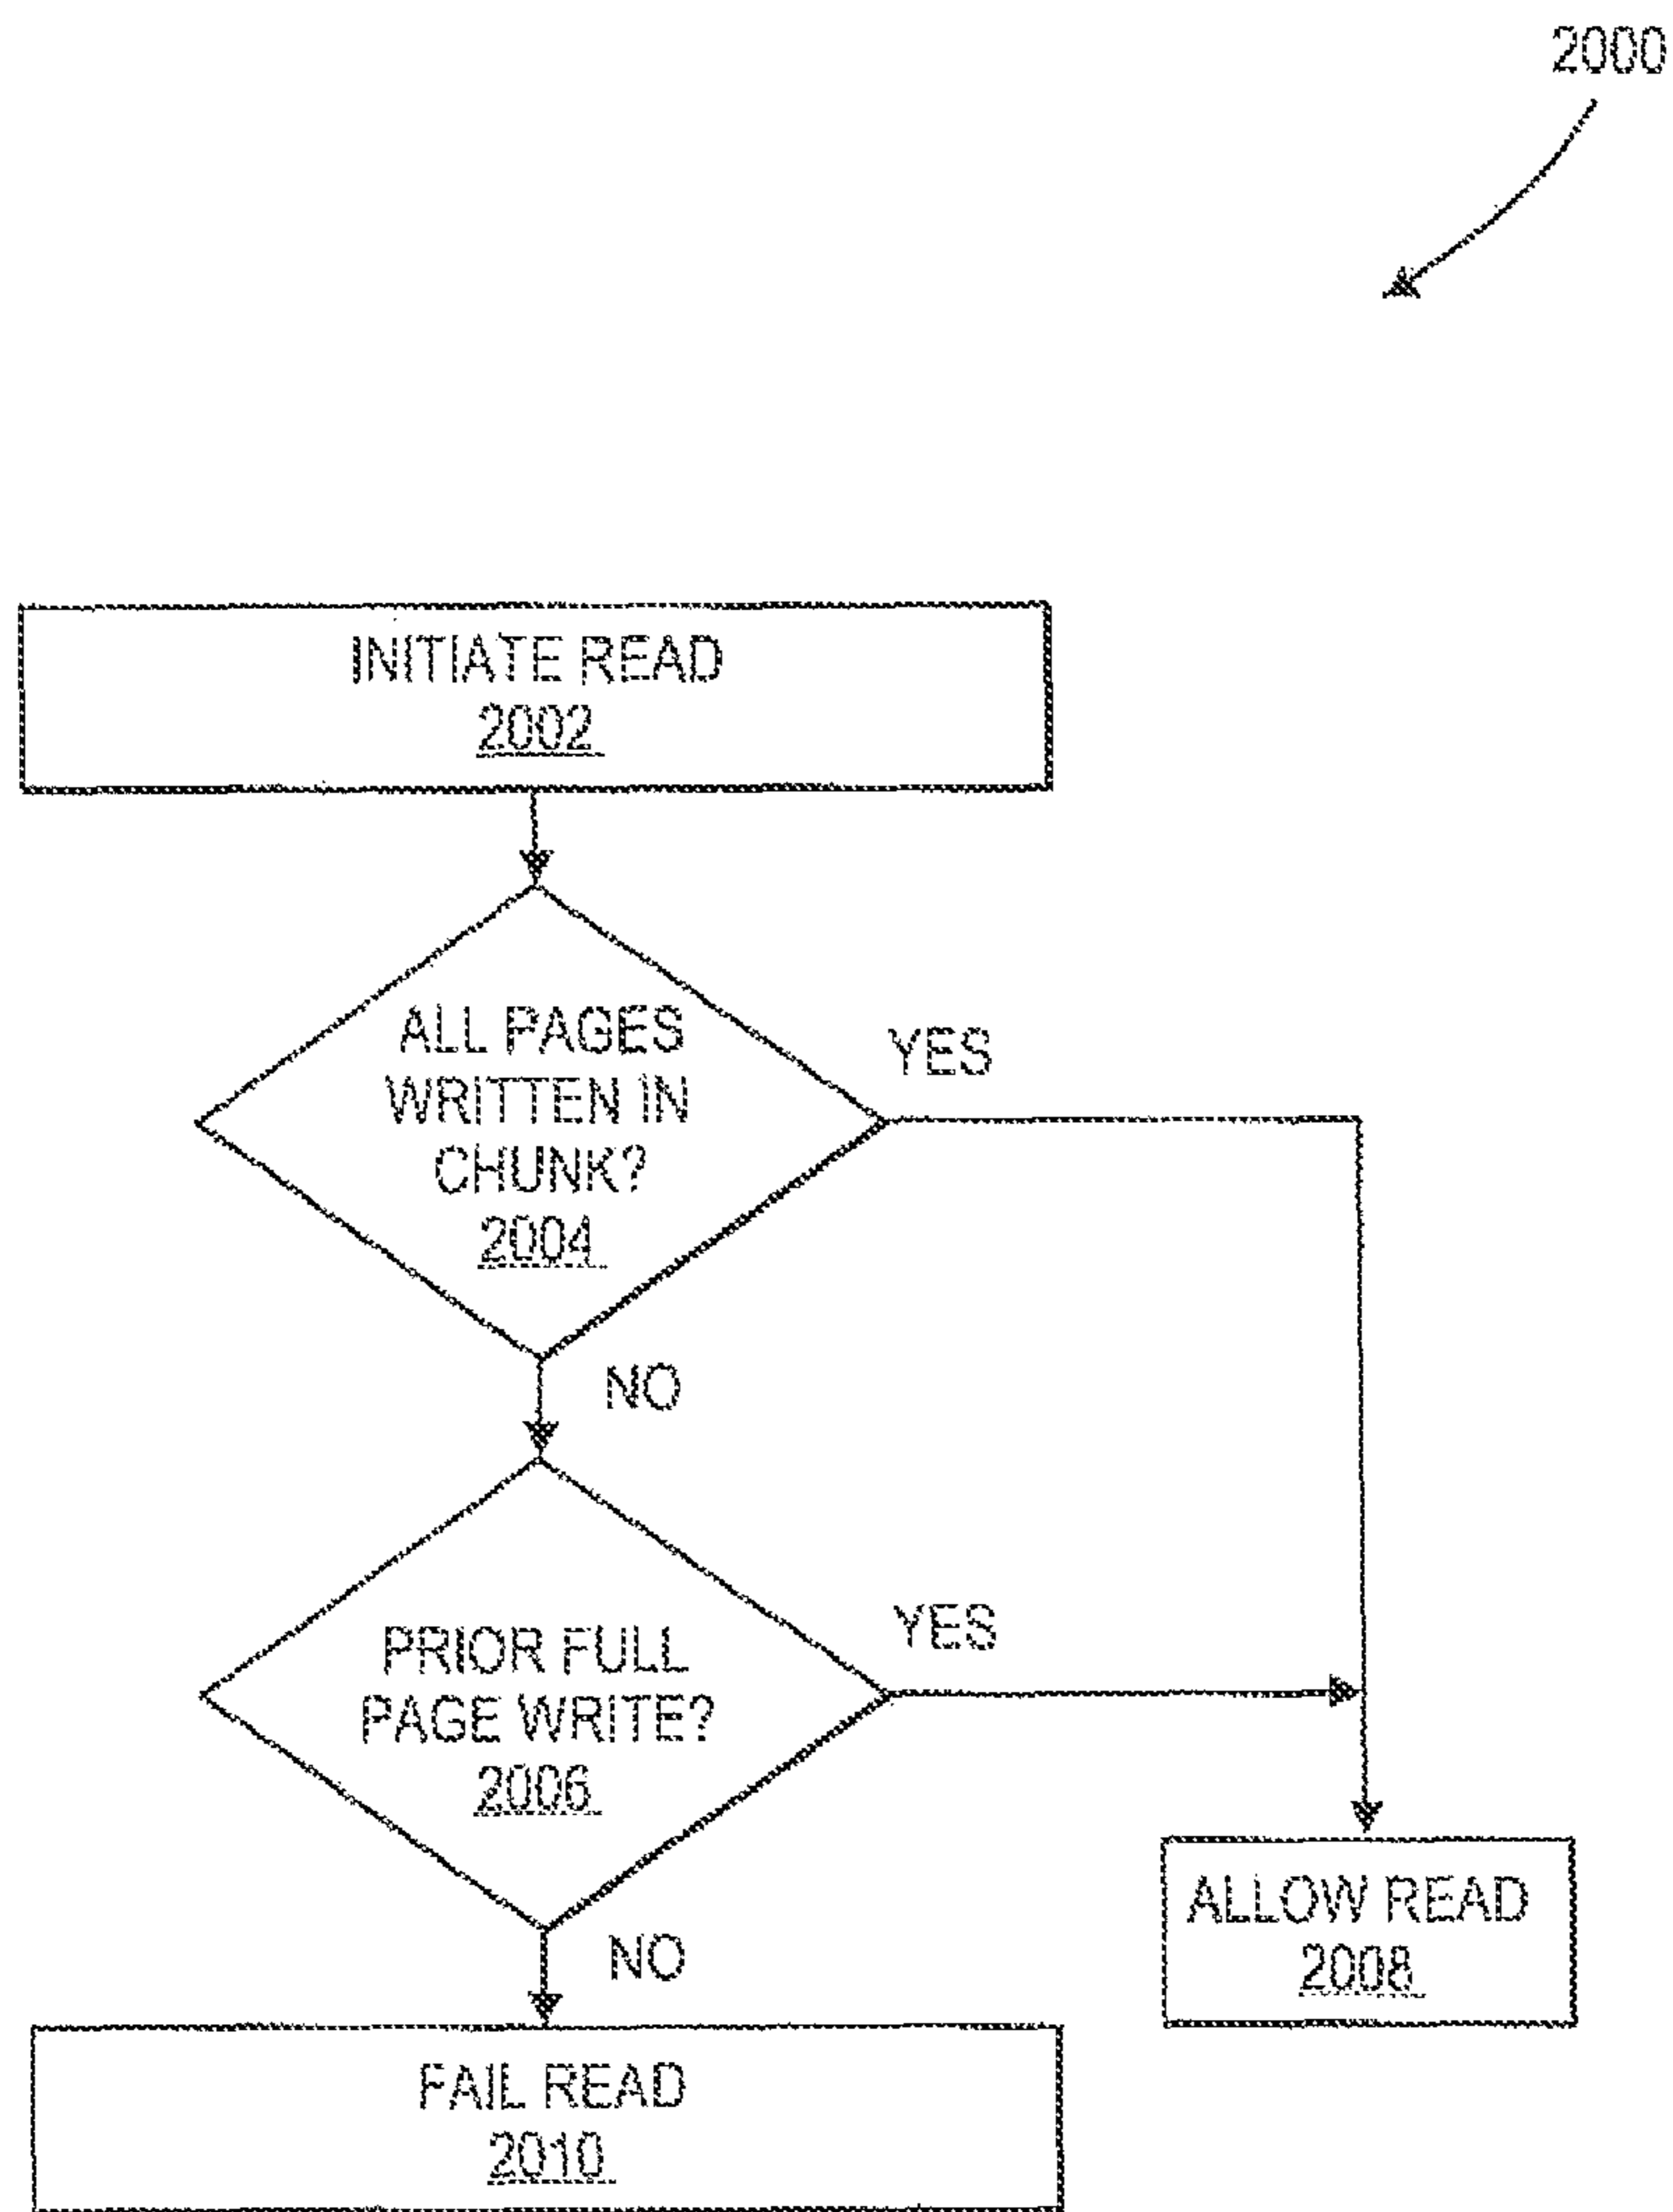 2000
INITIATE READ
2002
ALL PAGES
WRITTEN IN
CHUNK?
2004
YES
NO
PRIOR FULL
PAGE WRITE?
2006
YES
NO
ALLOW READ
2008
FAIL READ
2010